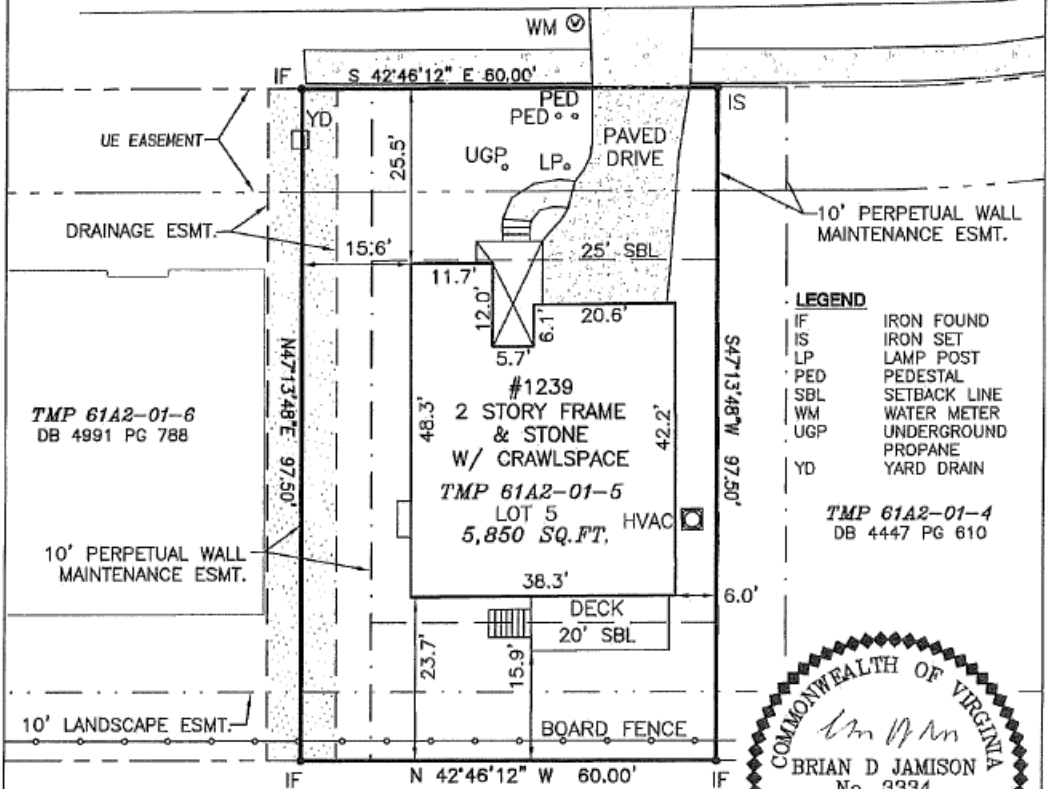 WM
IF
S 42°46'12" E 60.00'
IS
YD
PED
PED
UE EASEMENT
UGP
LP
PAVED
DRIVE
25.5'
DRAINAGE ESMT.
10' PERPETUAL WALL
MAINTENANCE ESMT.
15.6'
25' SBL
11.7'
12.0'
6.1'
20.6'
5.7'
LEGEND
IF IRON FOUND
IS IRON SET
LP LAMP POST
PED PEDESTAL
SBL SETBACK LINE
WM WATER METER
UGP UNDERGROUND
PROPANE
YD YARD DRAIN
N47°13'48"E 97.50'
S47°13'48"W 97.50'
TMP 61A2-01-6
DB 4991 PG 788
48.3'
#1239
2 STORY FRAME
& STONE
W/ CRAWLSPACE
42.2'
TMP 61A2-01-5
LOT 5
5,850 SQ.FT.
HVAC
TMP 61A2-01-4
DB 4447 PG 610
10' PERPETUAL WALL
MAINTENANCE ESMT.
38.3'
6.0'
DECK
20' SBL
23.7'
15.9'
10' LANDSCAPE ESMT.
BOARD FENCE
IF
N 42°46'12" W 60.00'
IF
COMMONWEALTH OF VIRGINIA
BRIAN D JAMISON
No. 3334